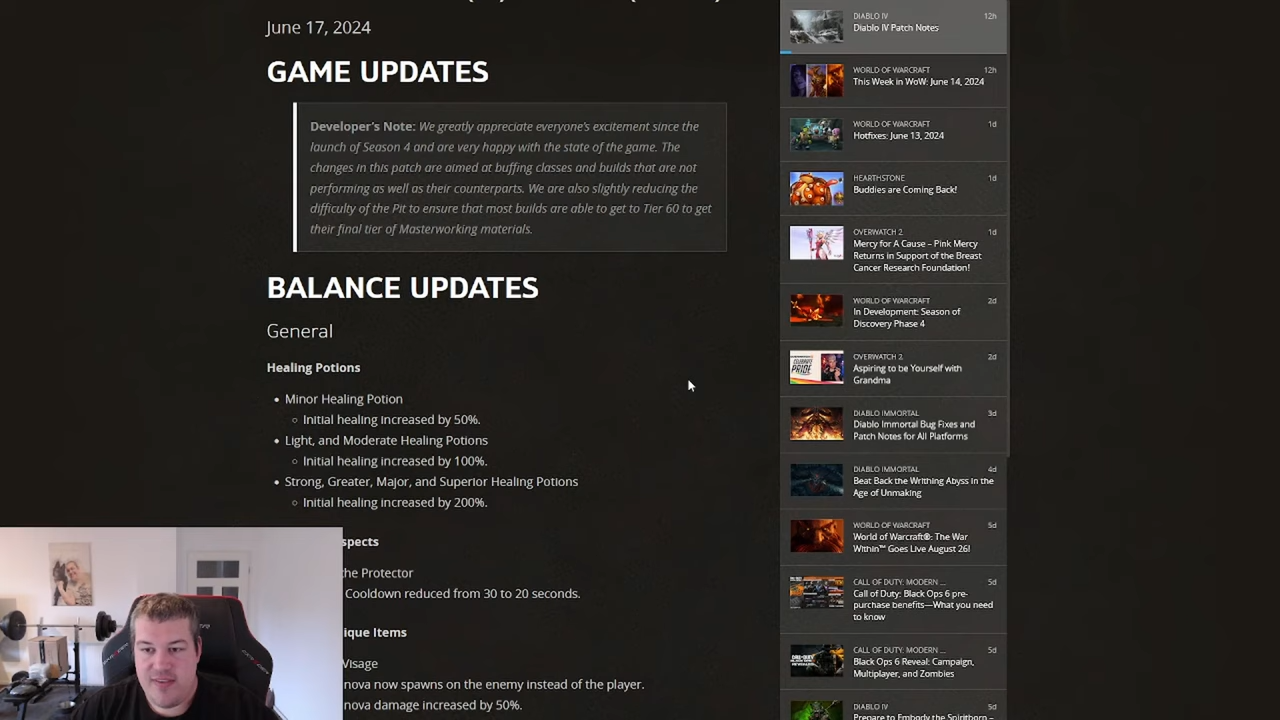 June 17, 2024
GAME UPDATES
Developer's Note: We greatly appreciate everyone's excitement since the
launch of Season 4 and are very happy with the state of the game. The
changes in this patch are aimed at buffing classes and builds that are not
performing as well as their counterparts. We are also slightly reducing the
difficulty of the Pit to ensure that most builds are able to get to Tier 60 to get
their final tier of Masterworking materials.
BALANCE UPDATES
General
Healing Potions
Minor Healing Potion
Initial healing increased by 50%.
Light, and Moderate Healing Potions
Initial healing increased by 100%.
Strong, Greater, Major, and Superior Healing Potions
Initial healing increased by 200%.
spects
the Protector
Cooldown reduced from 30 to 20 seconds.
ique Items
Visage
nova now spawns on the enemy instead of the player.
nova damage increased by 50%.
DIABLO IV 12h
Diablo IV Patch Notes
WORLD OF WARCRAFT 12h
This Week in WoW: June 14, 2024
WORLD OF WARCRAFT 1d
Hotfixes: June 13, 2024
HEARTHSTONE 1d
Buddies are Coming Back!
OVERWATCH 2 1d
Mercy for A Cause – Pink Mercy
Returns in Support of the Breast
Cancer Research Foundation!
WORLD OF WARCRAFT 2d
In Development: Season of
Discovery Phase 4
OVERWATCH 2 2d
Aspiring to be Yourself with
Grandma
DIABLO IMMORTAL 3d
Diablo Immortal Bug Fixes and
Patch Notes for All Platforms
DIABLO IMMORTAL 4d
Beat Back the Writhing Abyss in the
Age of Unmaking
WORLD OF WARCRAFT 5d
World of Warcraft®: The War
Within™ Goes Live August 26!
CALL OF DUTY: MODERN ... 5d
Call of Duty: Black Ops 6 pre-
purchase benefits—What you need
to know
CALL OF DUTY: MODERN ... 5d
Black Ops 6 Reveal: Campaign,
Multiplayer, and Zombies
DIABLO IV 5d
Prepare to Embody the Spiritborn –